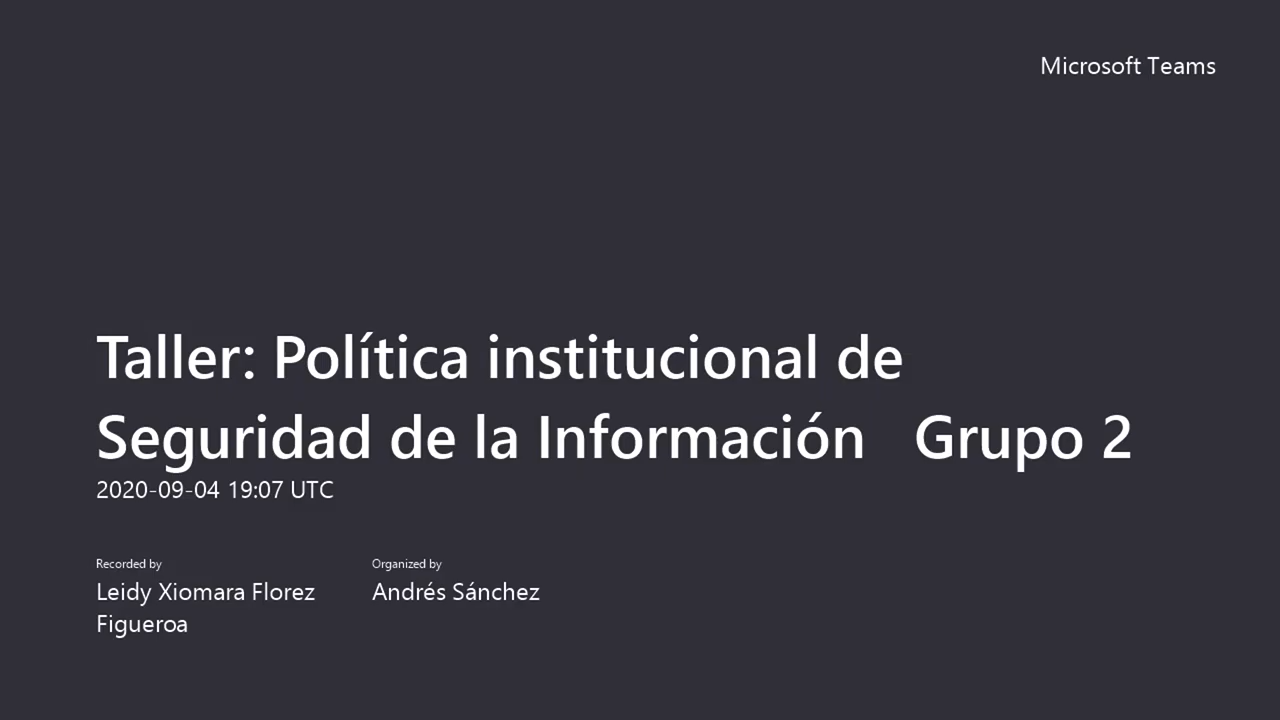 Microsoft Teams
Taller: Política institucional de
Seguridad de la Información   Grupo 2
2020-09-04 19:07 UTC
Recorded by
Organized by
Leidy Xiomara Florez
Figueroa
Andrés Sánchez